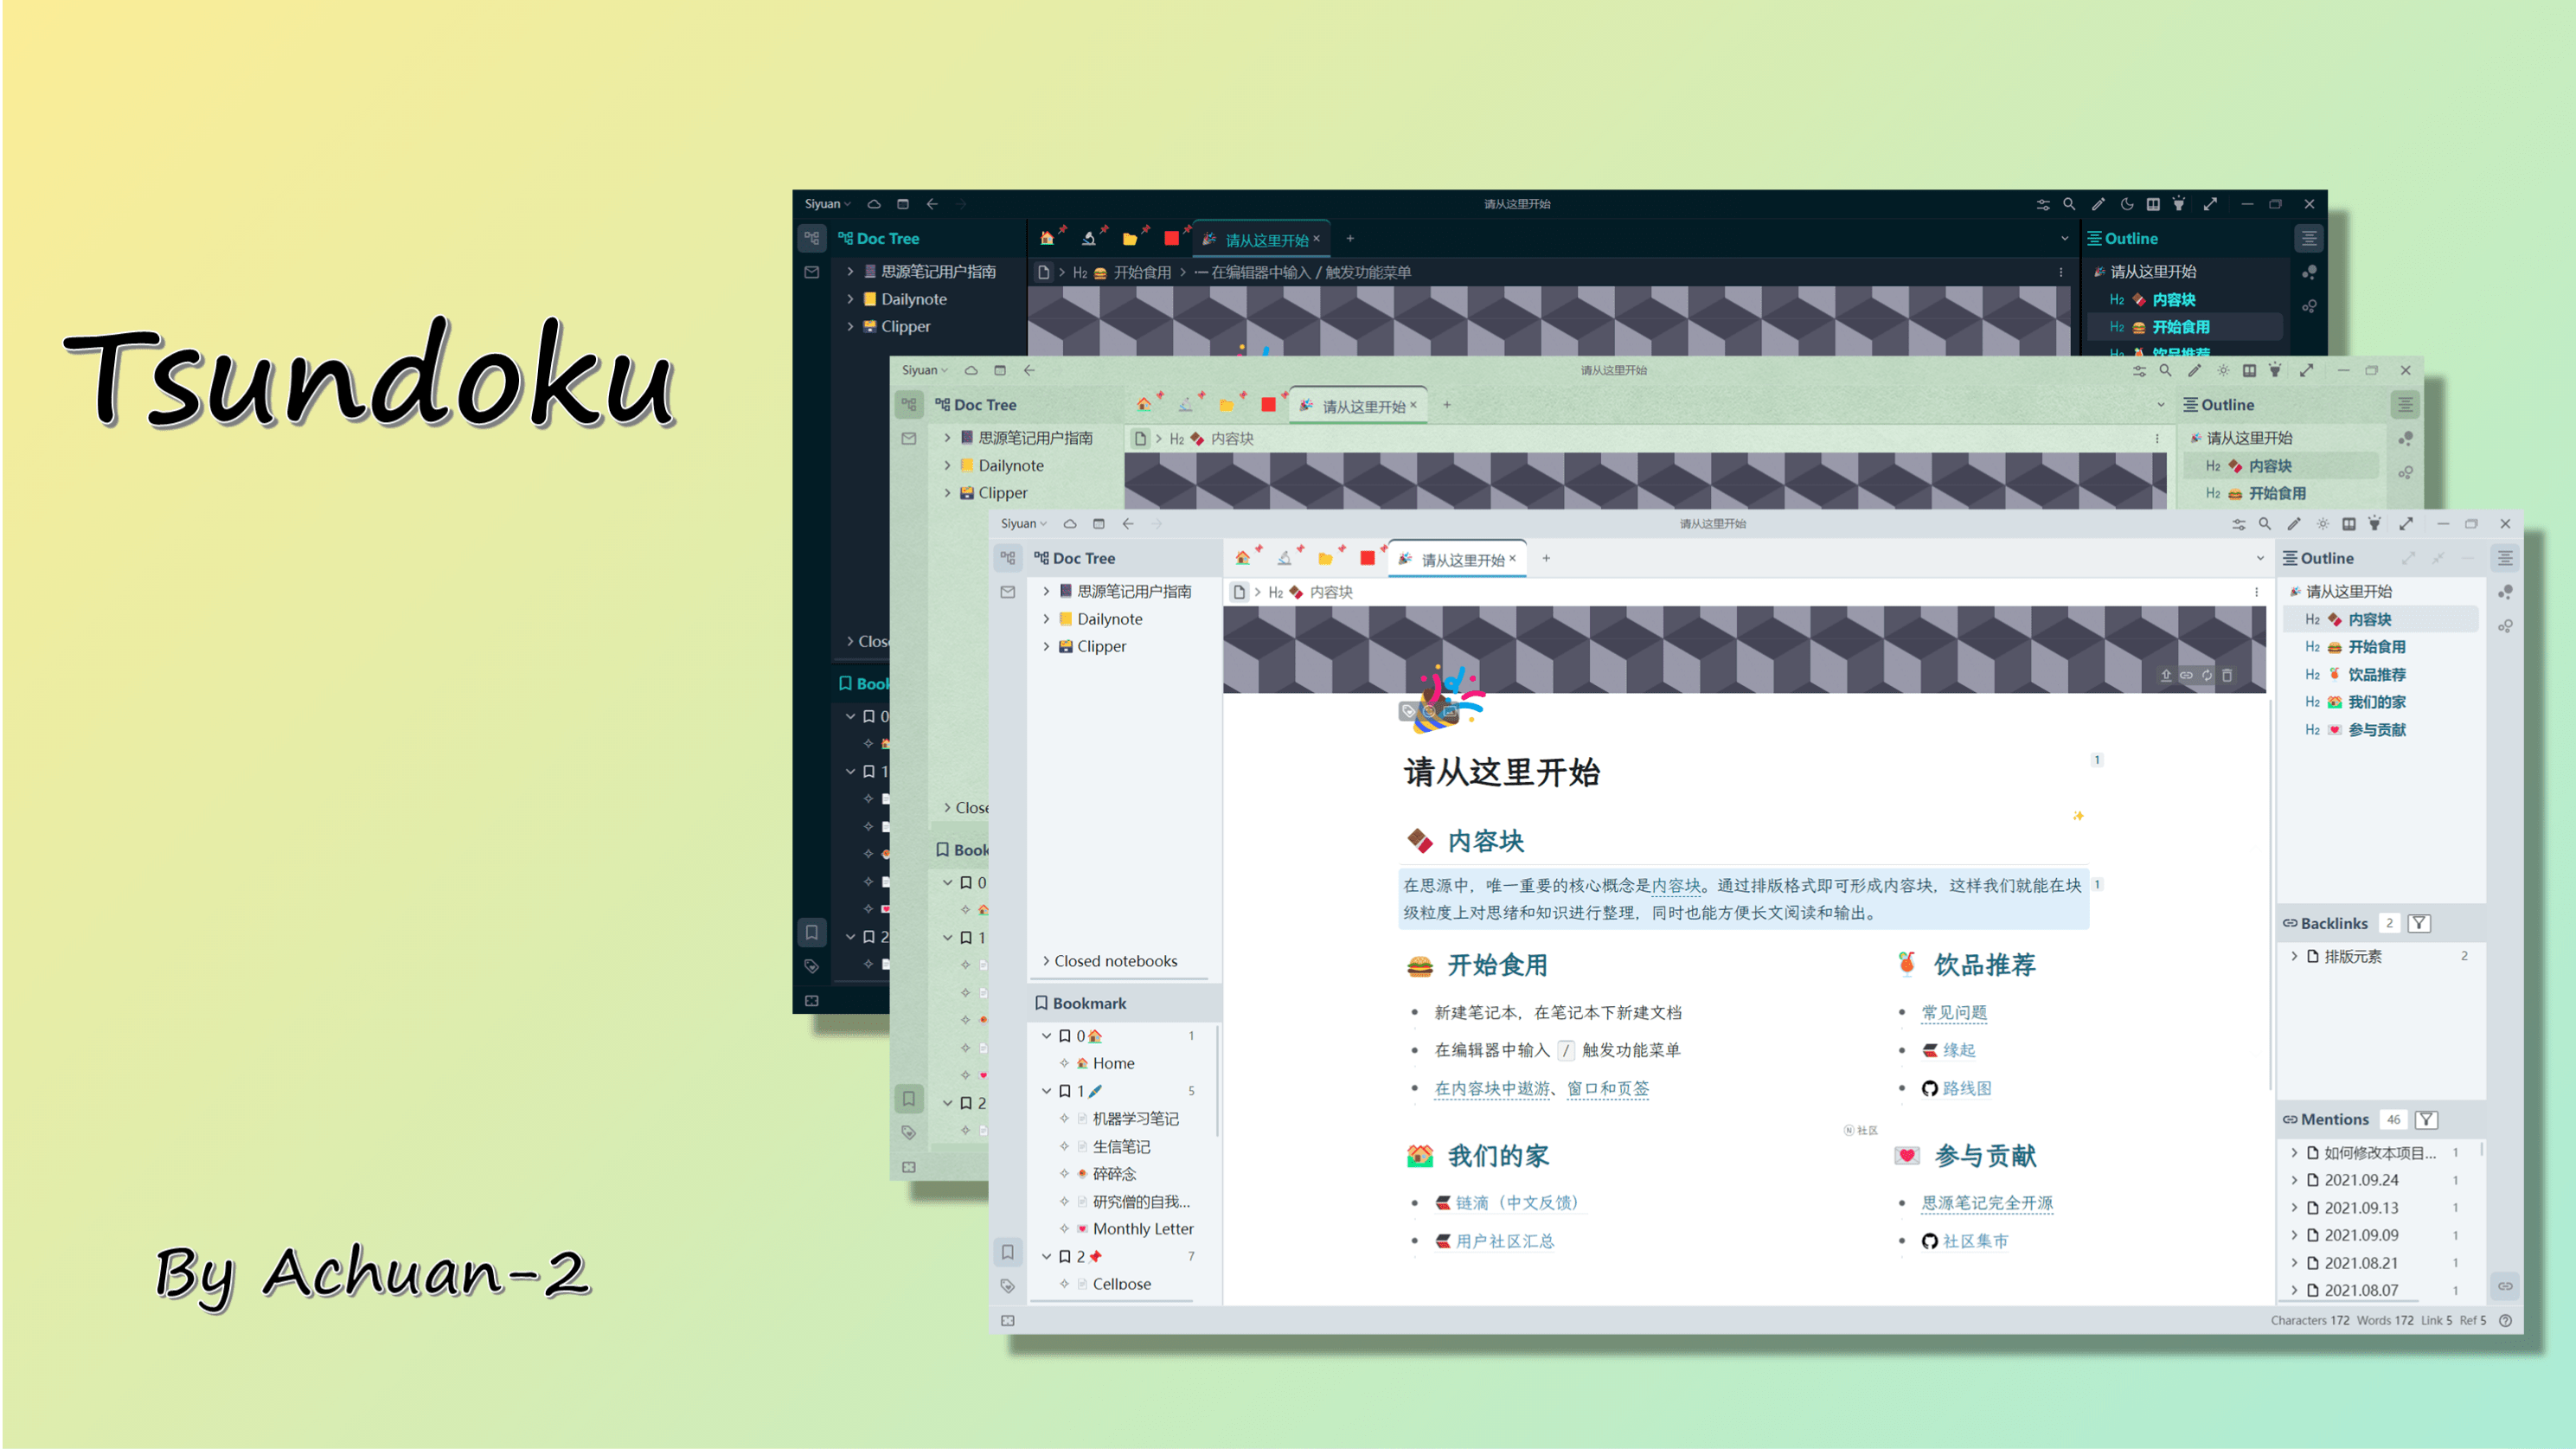 Tsundoku
By Achuan-2
Siyuan
请从这里开始
Doc Tree
请从这里开始
Outline
思源笔记用户指南
Dailynote
Clipper
H2 开始食用
在编辑器中输入 / 触发功能菜单
请从这里开始
H2 内容块
H2 开始食用
Siyuan
请从这里开始
Doc Tree
请从这里开始
Outline
思源笔记用户指南
Dailynote
Clipper
H2 内容块
请从这里开始
H2 内容块
H2 开始食用
Siyuan
请从这里开始
Doc Tree
请从这里开始
思源笔记用户指南
Dailynote
Clipper
Closed notebooks
Bookmark
0 1
Home
1 5
机器学习笔记
生信笔记
碎碎念
研究僧的自我...
Monthly Letter
2 7
Cellpose
H2 内容块
请从这里开始
1
内容块
在思源中，唯一重要的核心概念是内容块。通过排版格式即可形成内容块，这样我们就能在块
级粒度上对思绪和知识进行整理，同时也能方便长文阅读和输出。
1
开始食用
新建笔记本，在笔记本下新建文档
在编辑器中输入 / 触发功能菜单
在内容块中遨游、窗口和页签
饮品推荐
常见问题
缘起
路线图
社区
我们的家
链滴（中文反馈）
用户社区汇总
参与贡献
思源笔记完全开源
社区集市
Outline
请从这里开始
H2 内容块
H2 开始食用
H2 饮品推荐
H2 我们的家
H2 参与贡献
Backlinks 2
排版元素 2
Mentions 46
如何修改本项目... 1
2021.09.24 1
2021.09.13 1
2021.09.09 1
2021.08.21 1
2021.08.07 1
Characters 172 Words 172 Link 5 Ref 5